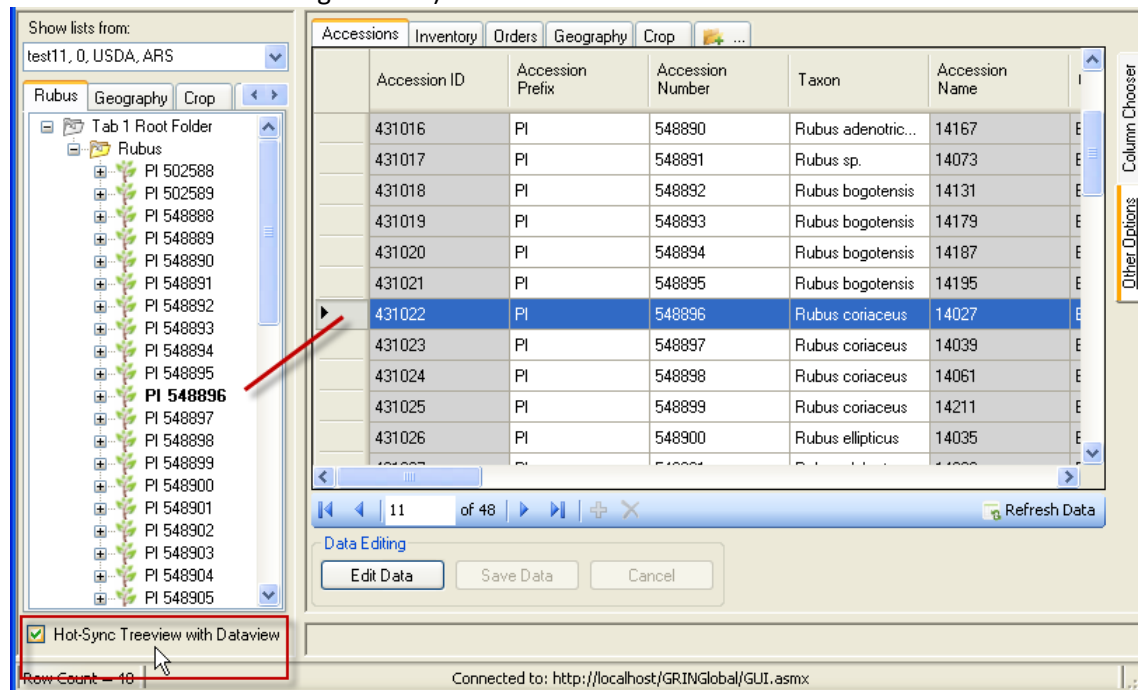 Show lists from:
test11, 0, USDA, ARS
Rubus Geography Crop
Tab 1 Root Folder
Rubus
PI 502588
PI 502589
PI 548888
PI 548889
PI 548890
PI 548891
PI 548892
PI 548893
PI 548894
PI 548895
PI 548896
PI 548897
PI 548898
PI 548899
PI 548900
PI 548901
PI 548902
PI 548903
PI 548904
PI 548905
Hot-Sync Treeview with Dataview
Accessions Inventory Orders Geography Crop ...
Accession ID Accession Prefix Accession Number Taxon Accession Name
431016 PI 548890 Rubus adenotric... 14167 E
431017 PI 548891 Rubus sp. 14073 E
431018 PI 548892 Rubus bogotensis 14131 E
431019 PI 548893 Rubus bogotensis 14179 E
431020 PI 548894 Rubus bogotensis 14187 E
431021 PI 548895 Rubus bogotensis 14195 E
431022 PI 548896 Rubus coriaceus 14027 E
431023 PI 548897 Rubus coriaceus 14039 E
431024 PI 548898 Rubus coriaceus 14061 E
431025 PI 548899 Rubus coriaceus 14211 E
431026 PI 548900 Rubus ellipticus 14035 E
11 of 48 Refresh Data
Data Editing
Edit Data Save Data Cancel
Column Chooser
Other Options
Row Count = 48
Connected to: http://localhost/GRINGlobal/GUI.asmx